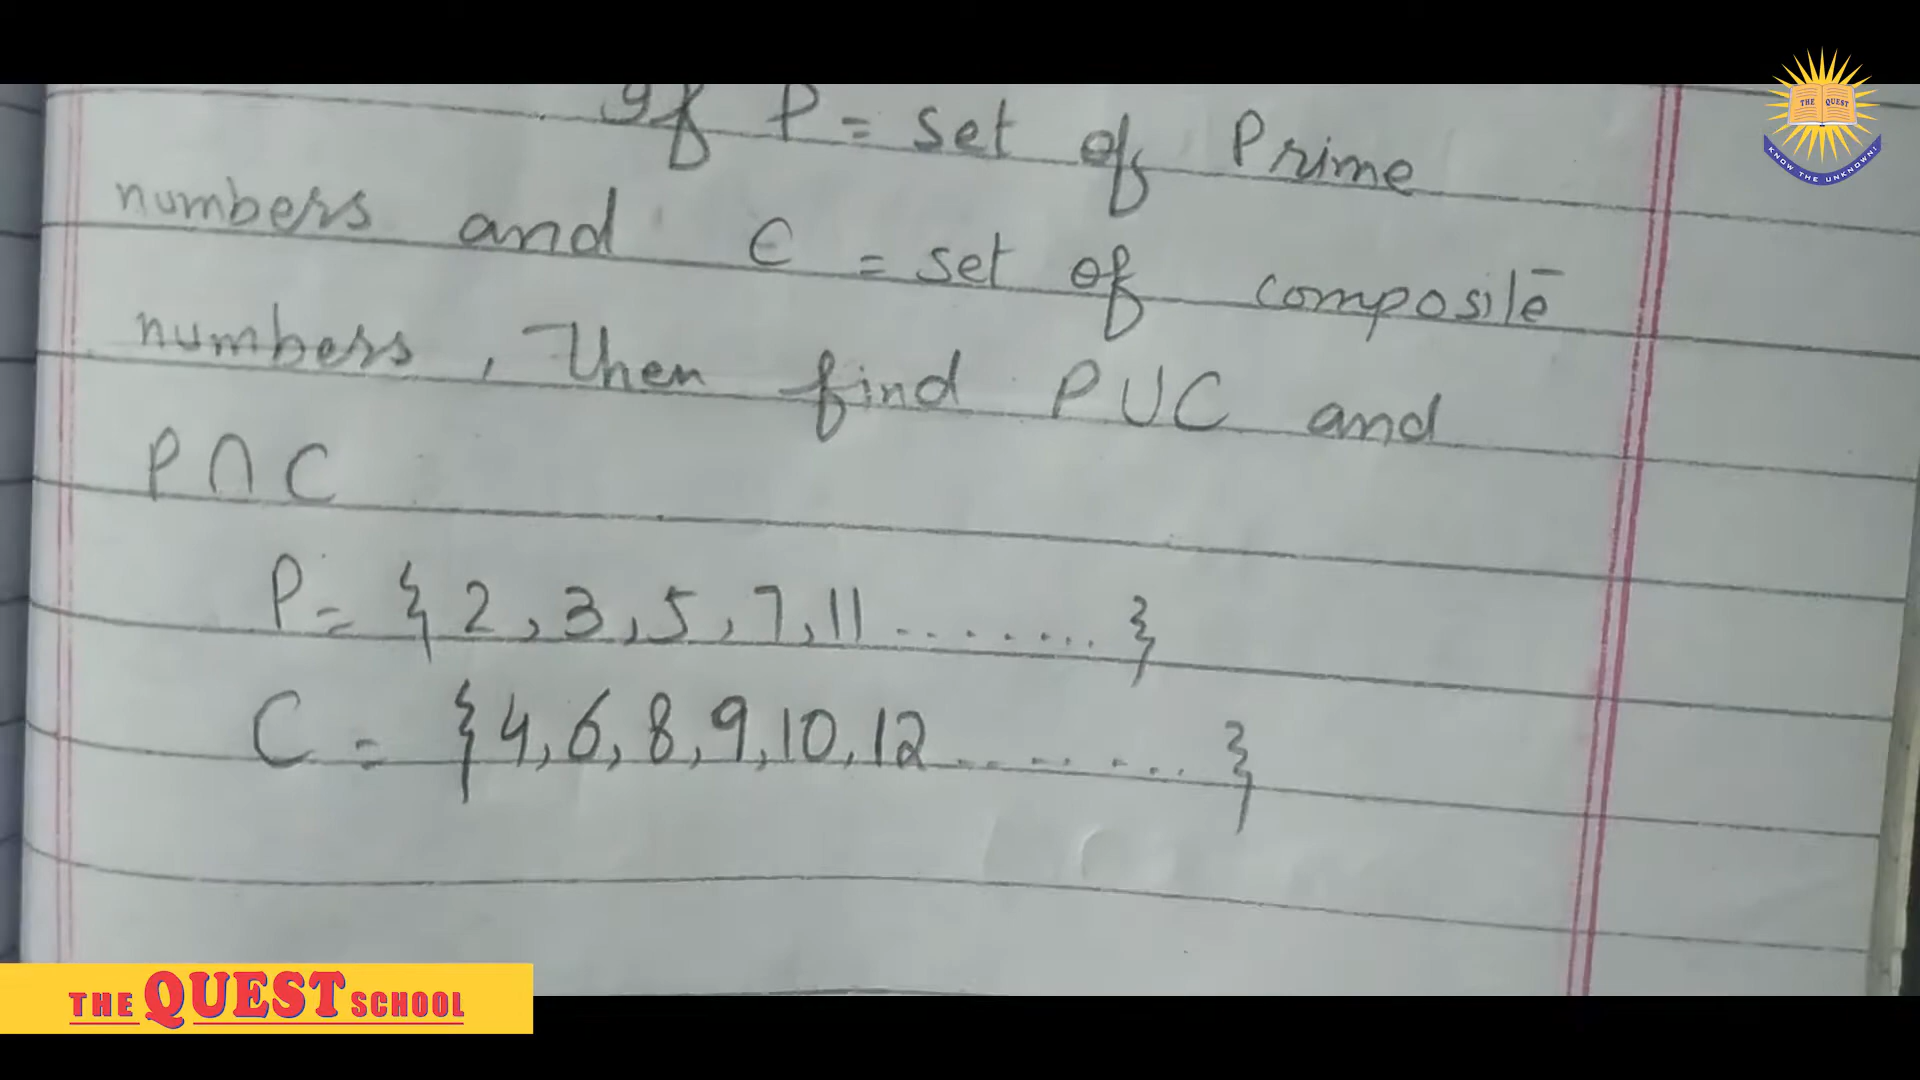 If P = set of Prime
numbers and C = set of composite
numbers, Then find P∪C and
P∩C
P = {2, 3, 5, 7, 11 ........}
C = {4, 6, 8, 9, 10, 12 ........}
THE QUEST
KNOW THE UNKNOWN!
THE QUEST SCHOOL